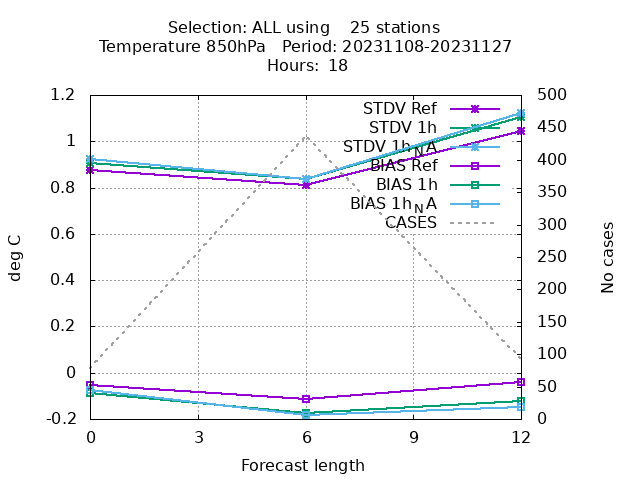 Selection: ALL using    25 stations
Temperature 850hPa   Period: 20231108-20231127
Hours:  18
1.2
1
0.8
0.6
0.4
0.2
0
-0.2
deg C
500
450
400
350
300
250
200
150
100
50
0
No cases
STDV Ref
STDV 1h
STDV 1h_NA
BIAS Ref
BIAS 1h
BIAS 1h_NA
CASES
0 3 6 9 12
Forecast length